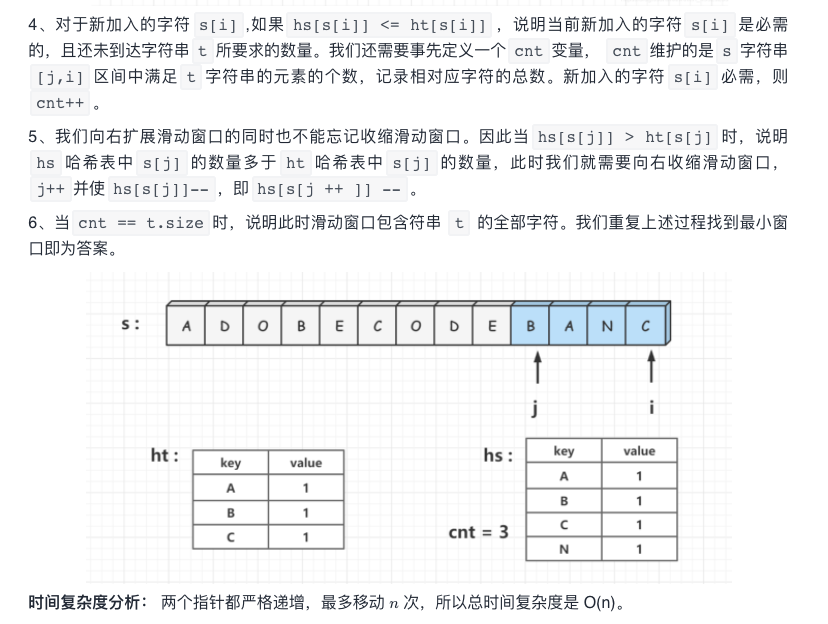 4、对于新加入的字符 s[i] ,如果 hs[s[i]] <= ht[s[i]] ，说明当前新加入的字符 s[i] 是必需
的，且还未到达字符串 t 所要求的数量。我们还需要事先定义一个 cnt 变量， cnt 维护的是 s 字符串
[j,i] 区间中满足 t 字符串的元素的个数，记录相对应字符的总数。新加入的字符 s[i] 必需，则
cnt++ 。
5、我们向右扩展滑动窗口的同时也不能忘记收缩滑动窗口。因此当 hs[s[j]] > ht[s[j] 时，说明
hs 哈希表中 s[j] 的数量多于 ht 哈希表中 s[j] 的数量，此时我们就需要向右收缩滑动窗口，
j++ 并使 hs[s[j]]-- ，即 hs[s[j ++ ]] -- 。
6、当 cnt == t.size 时，说明此时滑动窗口包含符串 t 的全部字符。我们重复上述过程找到最小窗
口即为答案。
s: A D O B E C O D E B A N C
j i
ht:
key value
A 1
B 1
C 1
hs:
key value
A 1
B 1
C 1
N 1
cnt = 3
时间复杂度分析： 两个指针都严格递增，最多移动 n 次，所以总时间复杂度是 O(n)。